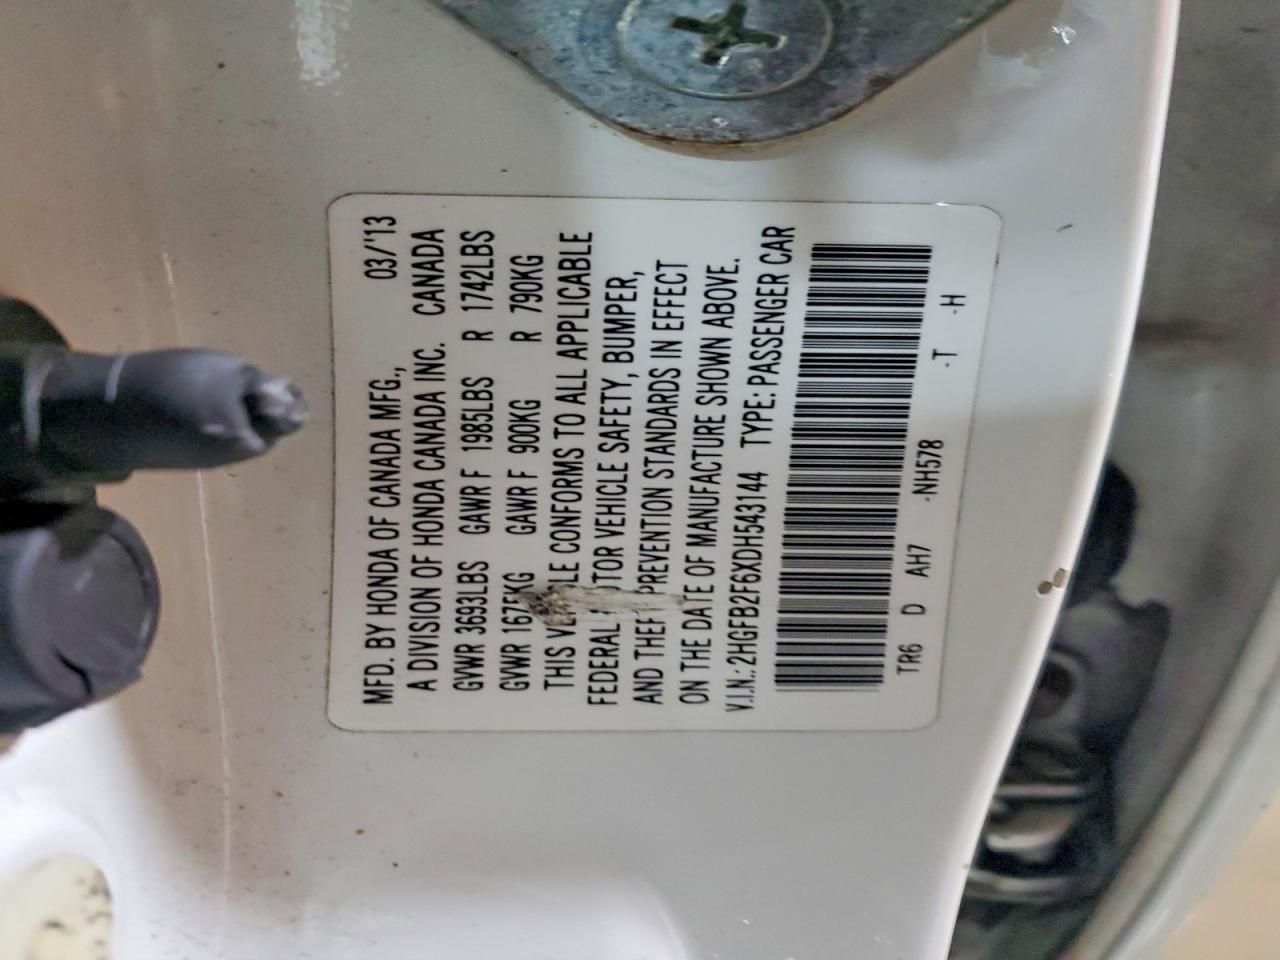 MFD. BY HONDA OF CANADA MFG., 03/'13
A DIVISION OF HONDA CANADA INC. CANADA
GVWR 3693LBS GAWR F 1985LBS R 1742LBS
GVWR 1675KG GAWR F 900KG R 790KG
THIS CONFORMS TO ALL APPLICABLE
FEDERAL VEHICLE SAFETY, BUMPER,
AND PREVENTION STANDARDS IN EFFECT
ON THE DATE OF MANUFACTURE SHOWN ABOVE.
V.I.N.: 2HGFB2F6XDH543144 TYPE: PASSENGER CAR
TR6 D AH7 -NH578 -T -H